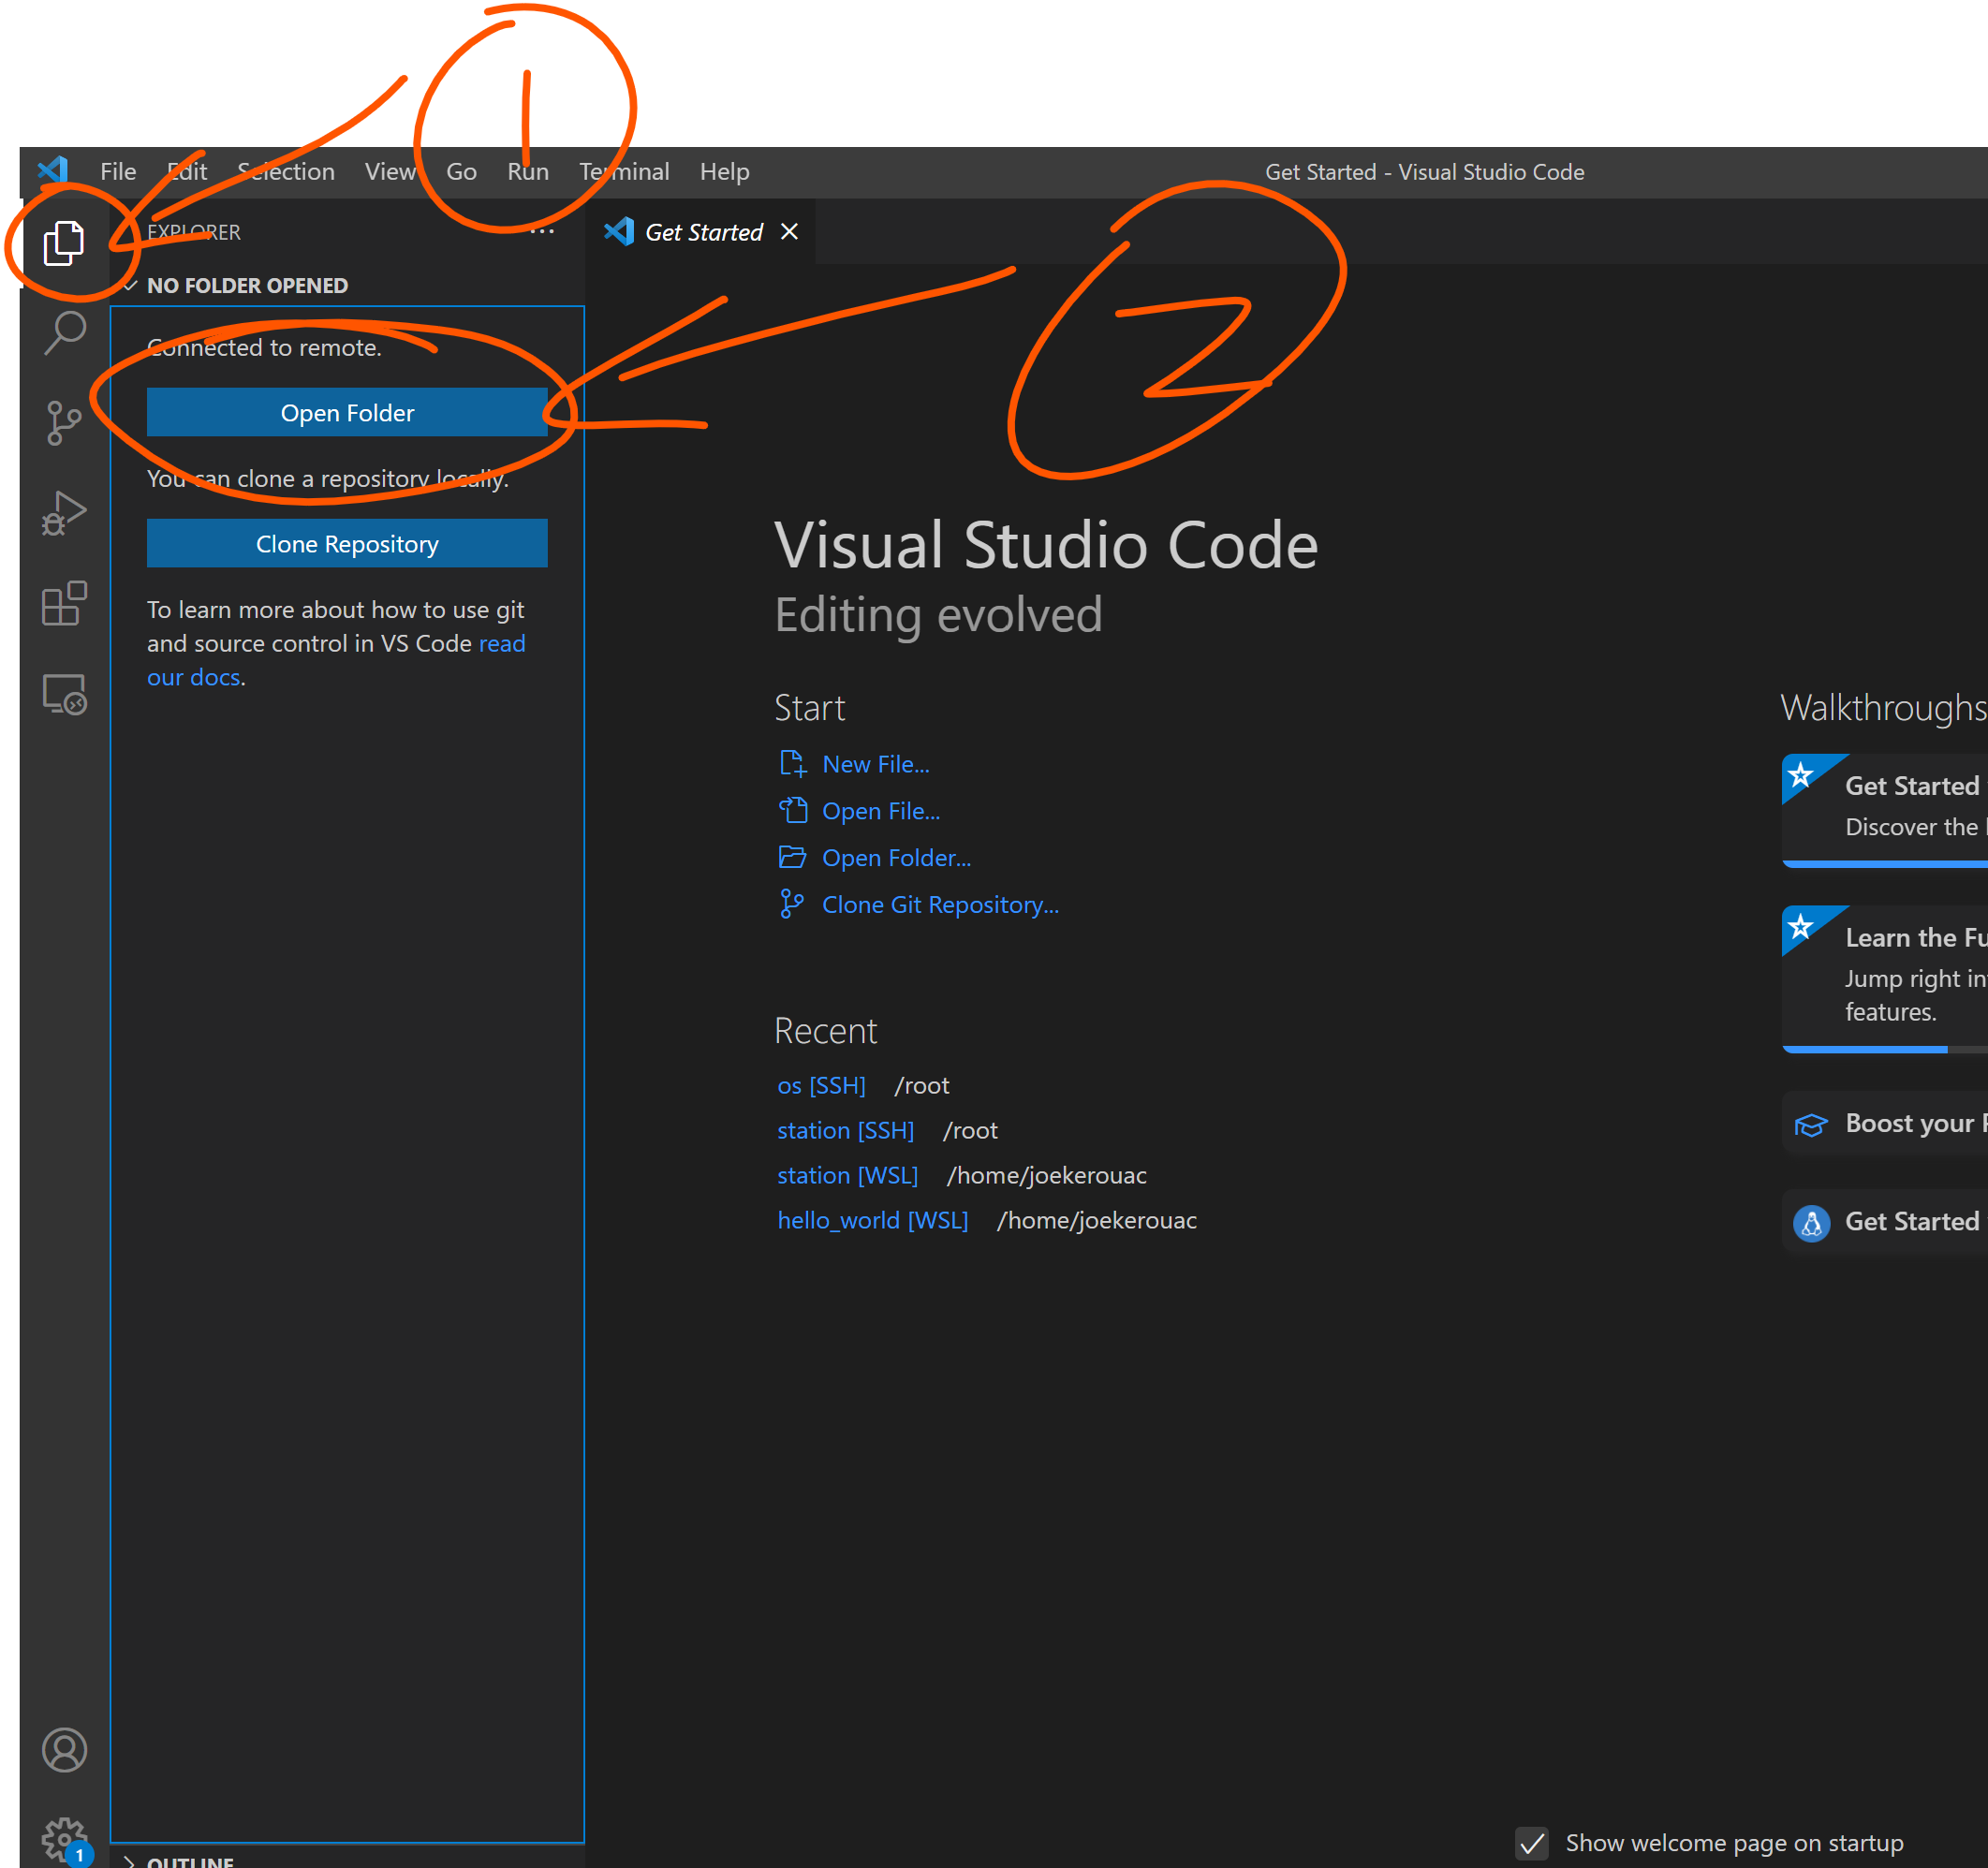 1
File Edit Selection View Go Run Terminal Help
Get Started - Visual Studio Code
EXPLORER
Get Started
NO FOLDER OPENED
2
Connected to remote.
Open Folder
You can clone a repository locally.
Clone Repository
To learn more about how to use git
and source control in VS Code read
our docs.
Visual Studio Code
Editing evolved
Start
New File...
Open File...
Open Folder...
Clone Git Repository...
Recent
os [SSH] /root
station [SSH] /root
station [WSL] /home/joekerouac
hello_world [WSL] /home/joekerouac
Walkthroughs
Get Started
Discover the
Learn the Fu
Jump right in
features.
Boost your
Get Started
1
OUTLINE
Show welcome page on startup